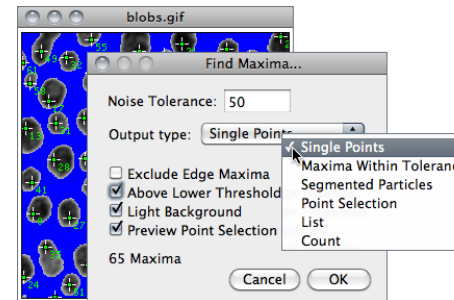 blobs.gif
Find Maxima...
Noise Tolerance: 50
Output type: Single Points
Single Points
Maxima Within Toleranc
Segmented Particles
Point Selection
List
Count
Exclude Edge Maxima
Above Lower Threshold
Light Background
Preview Point Selection
65 Maxima
Cancel OK